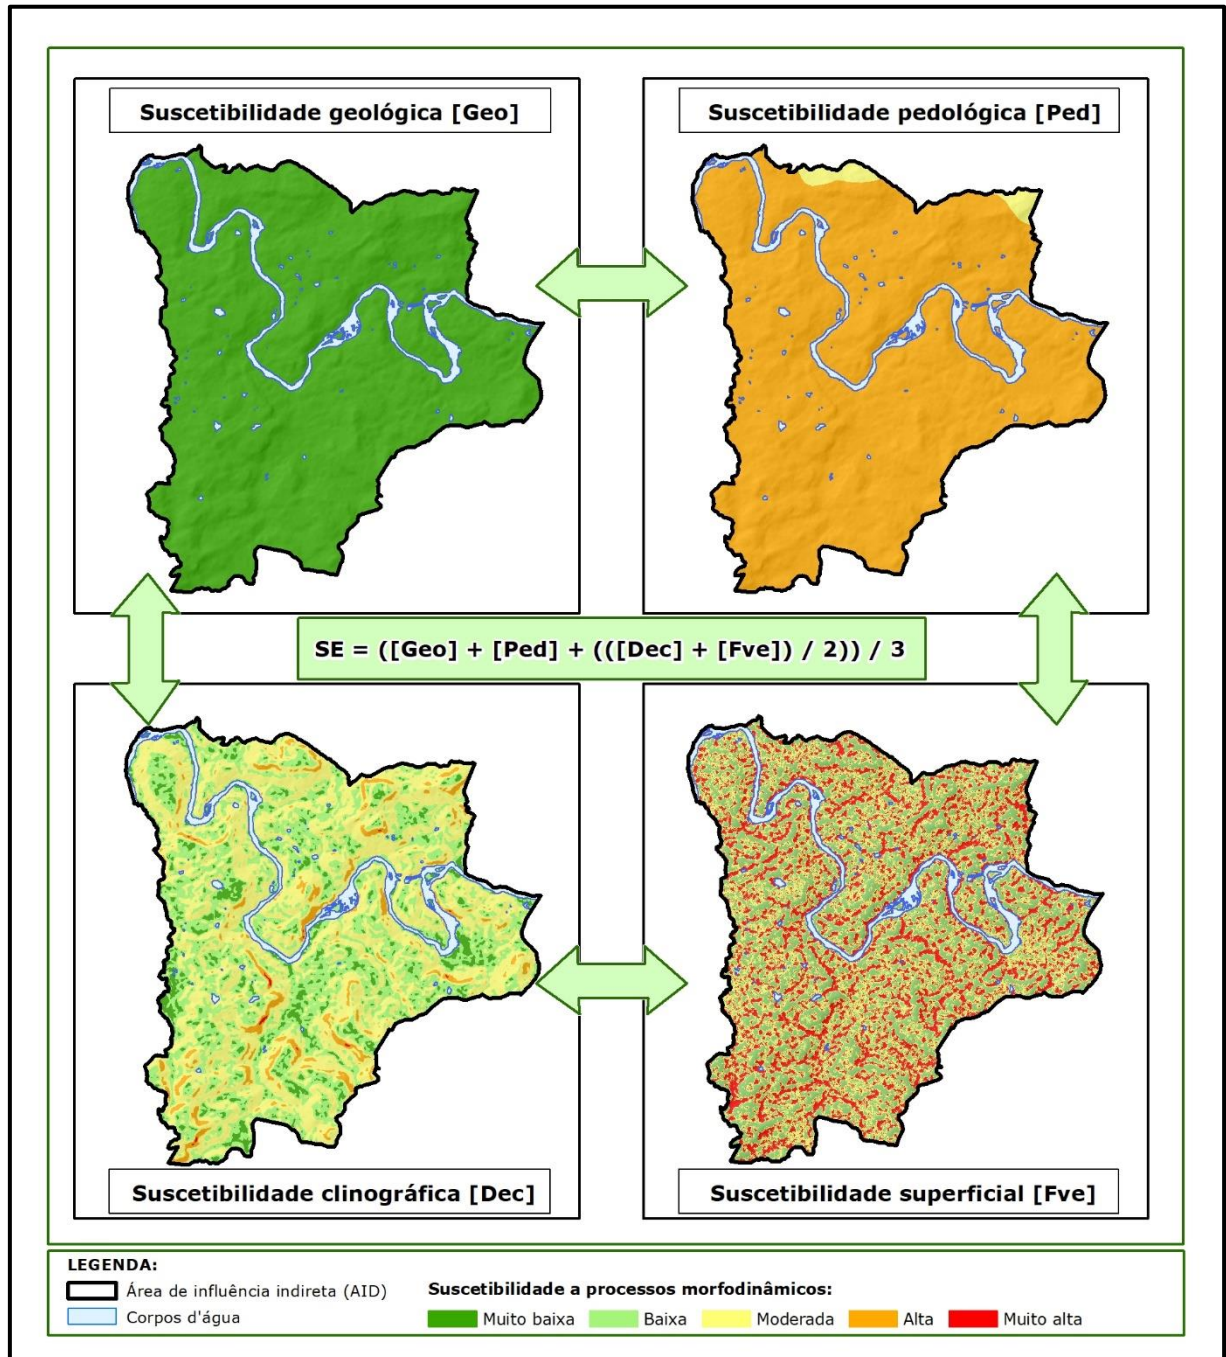 Suscetibilidade geológica [Geo]
Suscetibilidade pedológica [Ped]
SE = ([Geo] + [Ped] + (([Dec] + [Fve]) / 2)) / 3
Suscetibilidade clinográfica [Dec]
Suscetibilidade superficial [Fve]
LEGENDA:
Área de influência indireta (AID)
Corpos d'água
Suscetibilidade a processos morfodinâmicos:
Muito baixa Baixa Moderada Alta Muito alta